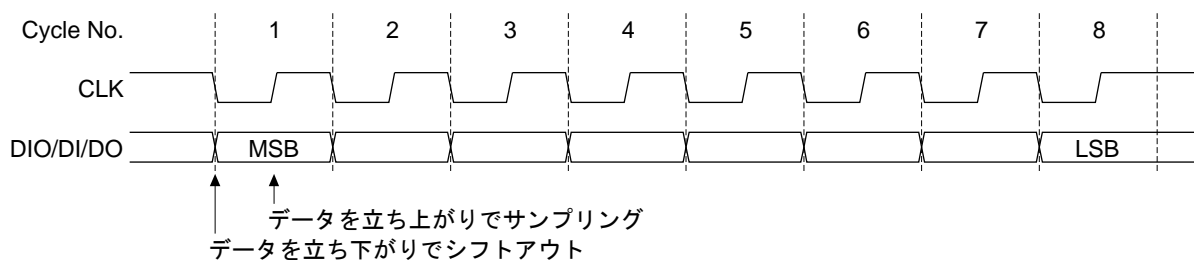 Cycle No. 1 2 3 4 5 6 7 8
CLK
DIO/DI/DO MSB LSB
データを立ち上がりでサンプリング
データを立ち下がりでシフトアウト